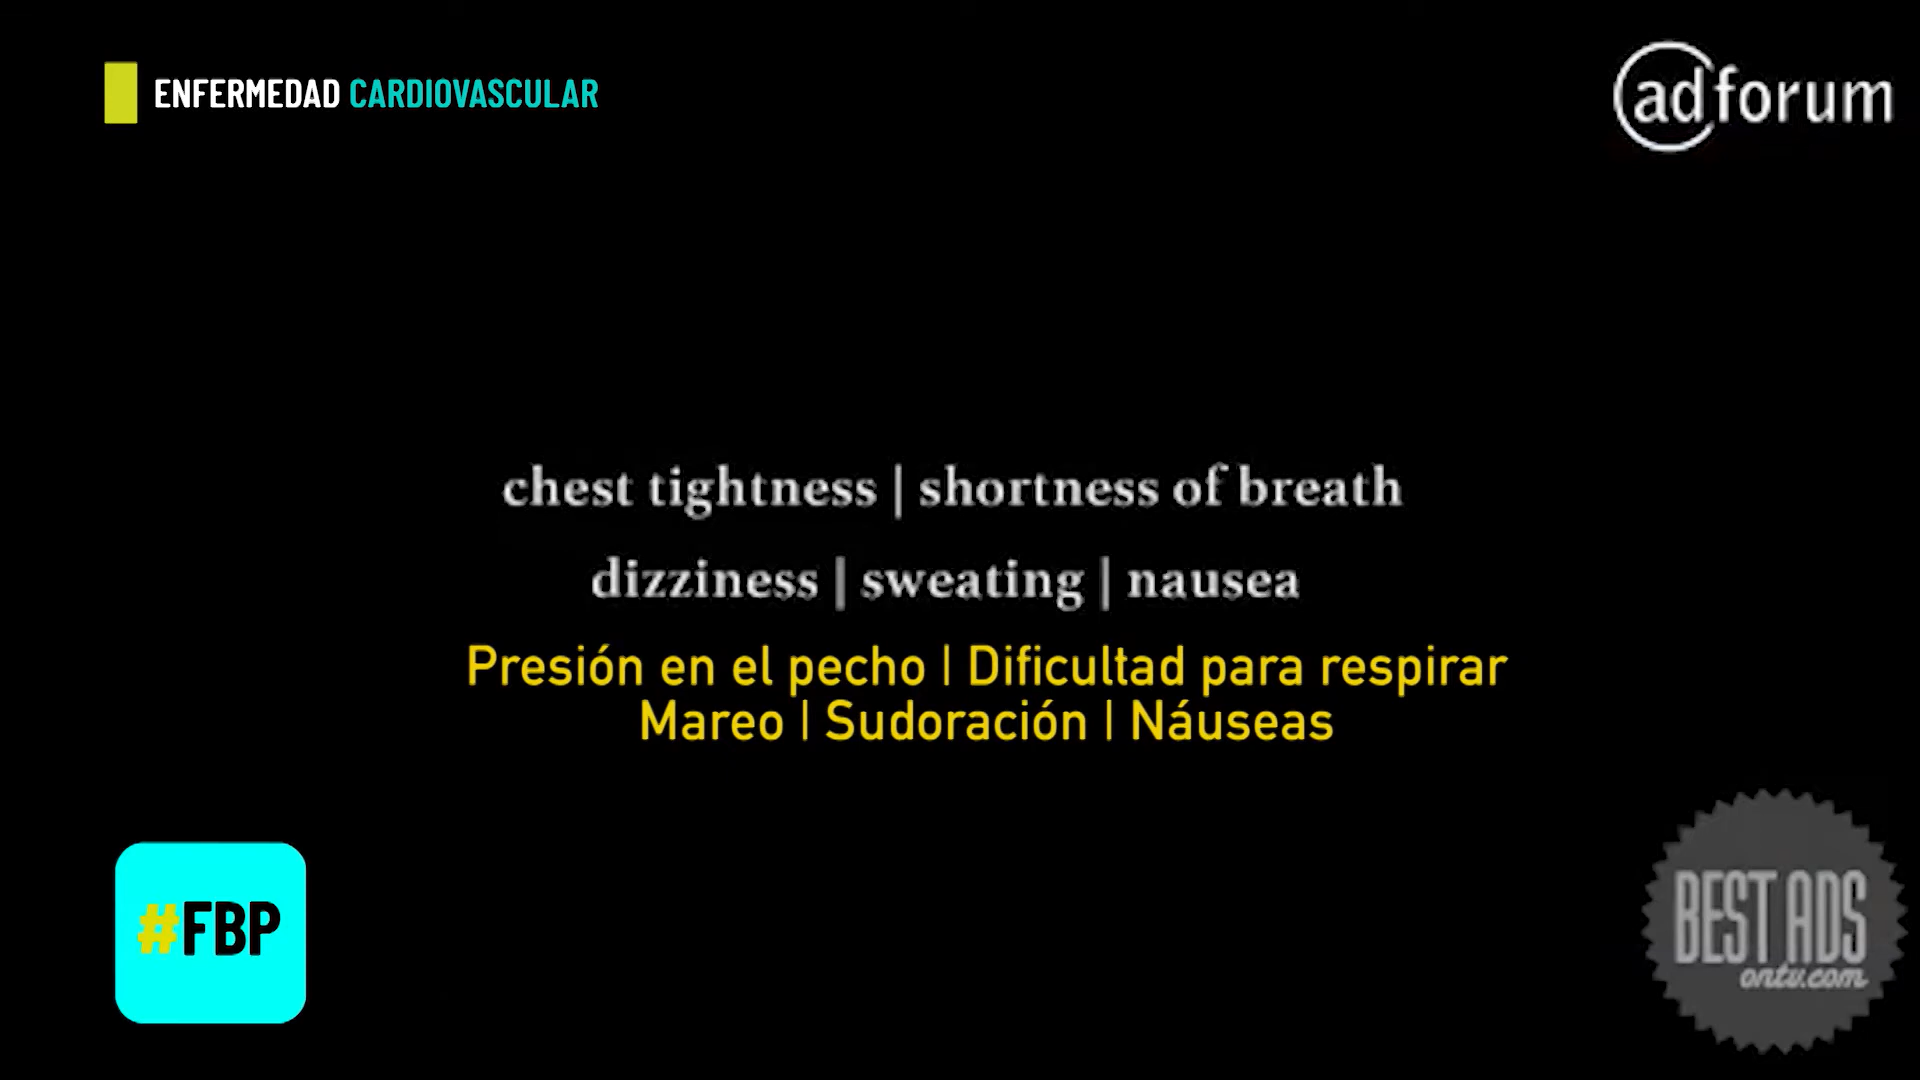 ENFERMEDAD CARDIOVASCULAR
adforum
chest tightness | shortness of breath
dizziness | sweating | nausea
Presión en el pecho | Dificultad para respirar
Mareo | Sudoración | Náuseas
#FBP
BEST ADS
ontv.com